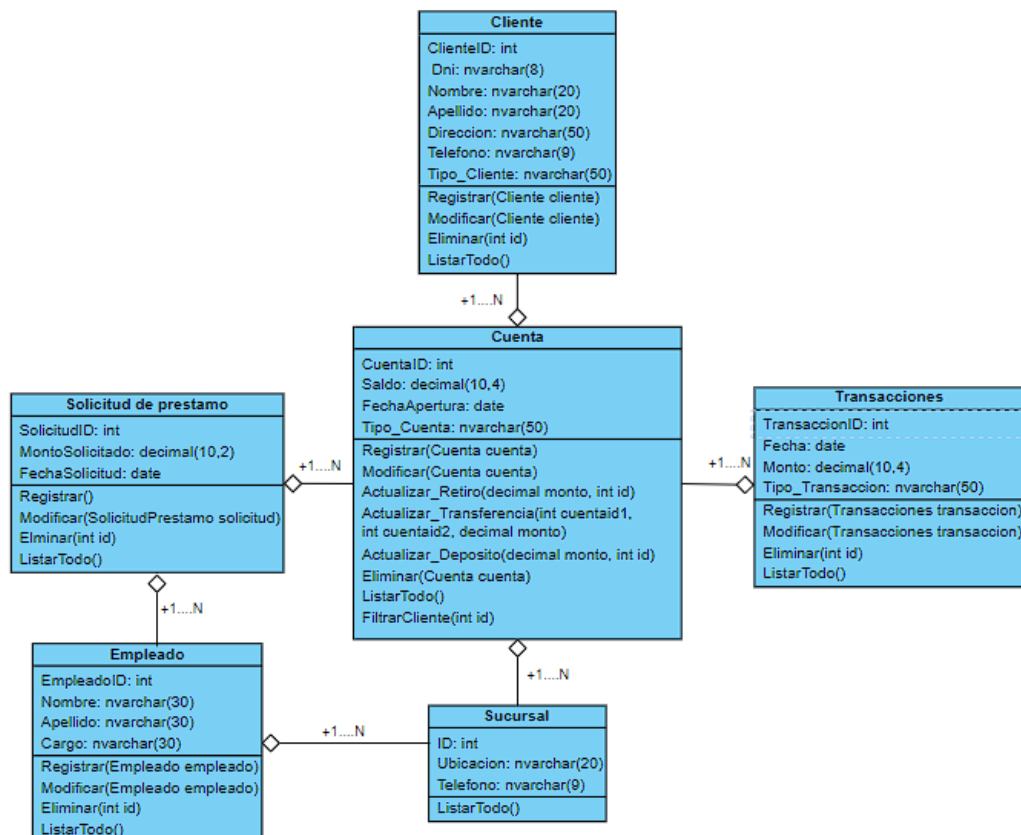 Cliente
ClienteID: int
Dni: nvarchar(8)
Nombre: nvarchar(20)
Apellido: nvarchar(20)
Direccion: nvarchar(50)
Telefono: nvarchar(9)
Tipo_Cliente: nvarchar(50)
Registrar(Cliente cliente)
Modificar(Cliente cliente)
Eliminar(int id)
ListarTodo()
+1....N
Cuenta
CuentaID: int
Saldo: decimal(10,4)
FechaApertura: date
Tipo_Cuenta: nvarchar(50)
Registrar(Cuenta cuenta)
Modificar(Cuenta cuenta)
Actualizar_Retiro(decimal monto, int id)
Actualizar_Transferencia(int cuentaid1,
int cuentaid2, decimal monto)
Actualizar_Deposito(decimal monto, int id)
Eliminar(Cuenta cuenta)
ListarTodo()
FiltrarCliente(int id)
Solicitud de prestamo
SolicitudID: int
MontoSolicitado: decimal(10,2)
FechaSolicitud: date
Registrar()
Modificar(SolicitudPrestamo solicitud)
Elminar(int id)
ListarTodo()
+1....N
Transacciones
TransaccionID: int
Fecha: date
Monto: decimal(10,4)
Tipo_Transaccion: nvarchar(50)
Registrar(Transacciones transaccion)
Modificar(Transacciones transaccion)
Eliminar(int id)
ListarTodo()
+1....N
+1....N
Empleado
EmpleadoID: int
Nombre: nvarchar(30)
Apellido: nvarchar(30)
Cargo: nvarchar(30)
Registrar(Empleado empleado)
Modificar(Empleado empleado)
Eliminar(int id)
ListarTodo()
+1....N
+1....N
Sucursal
ID: int
Ubicacion: nvarchar(20)
Telefono: nvarchar(9)
ListarTodo()